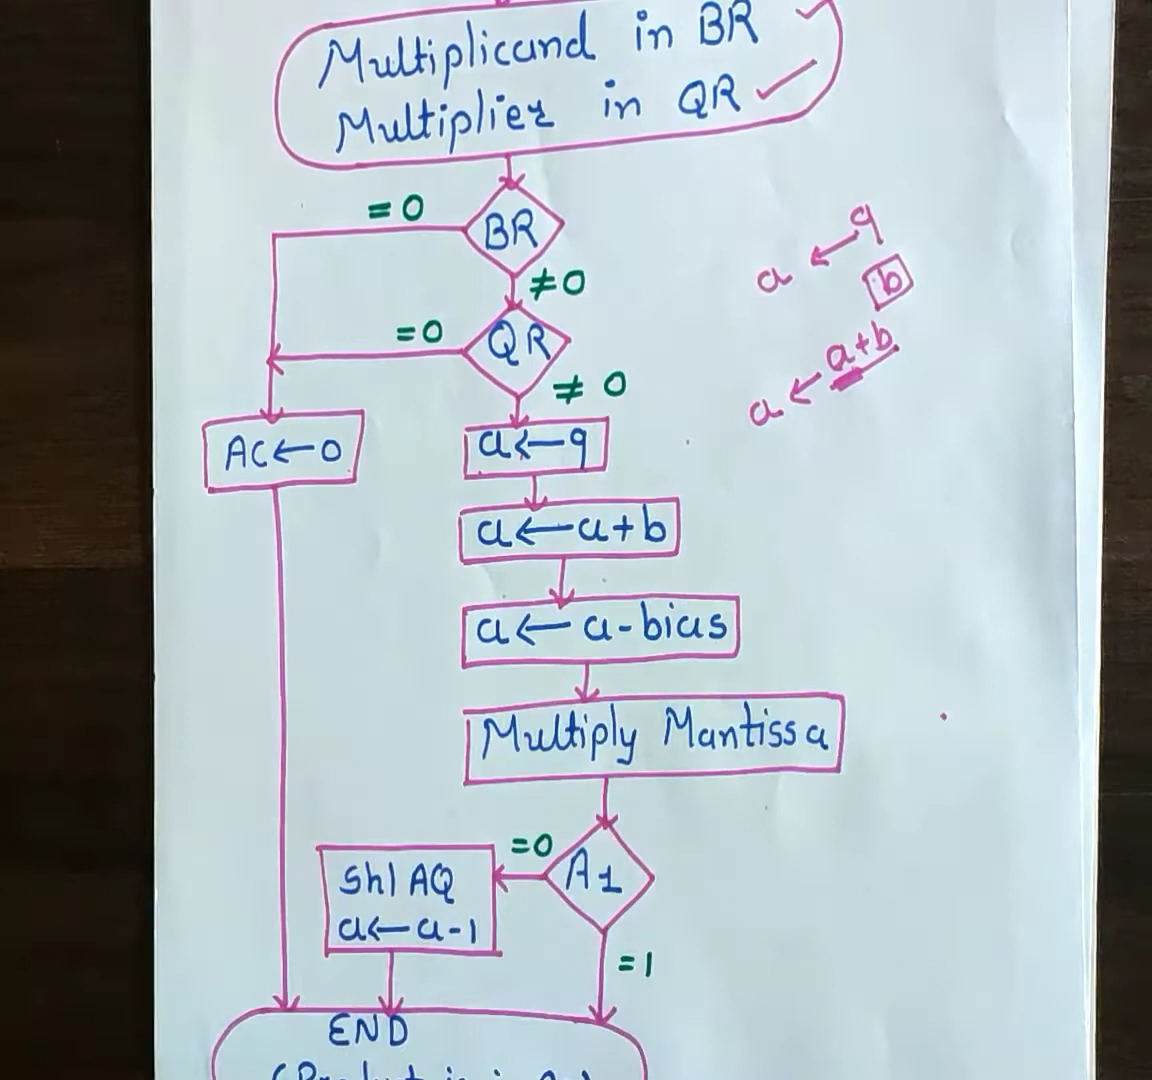 Multiplicand in BR
Multiplier in QR
=0
BR
≠0
a ← q
b
=0
QR
≠ 0
a ← a+b
AC←0
a←q
a←a+b
a← a-bias
Multiply Mantissa
=0
A1
Shl AQ
a←a-1
=1
END